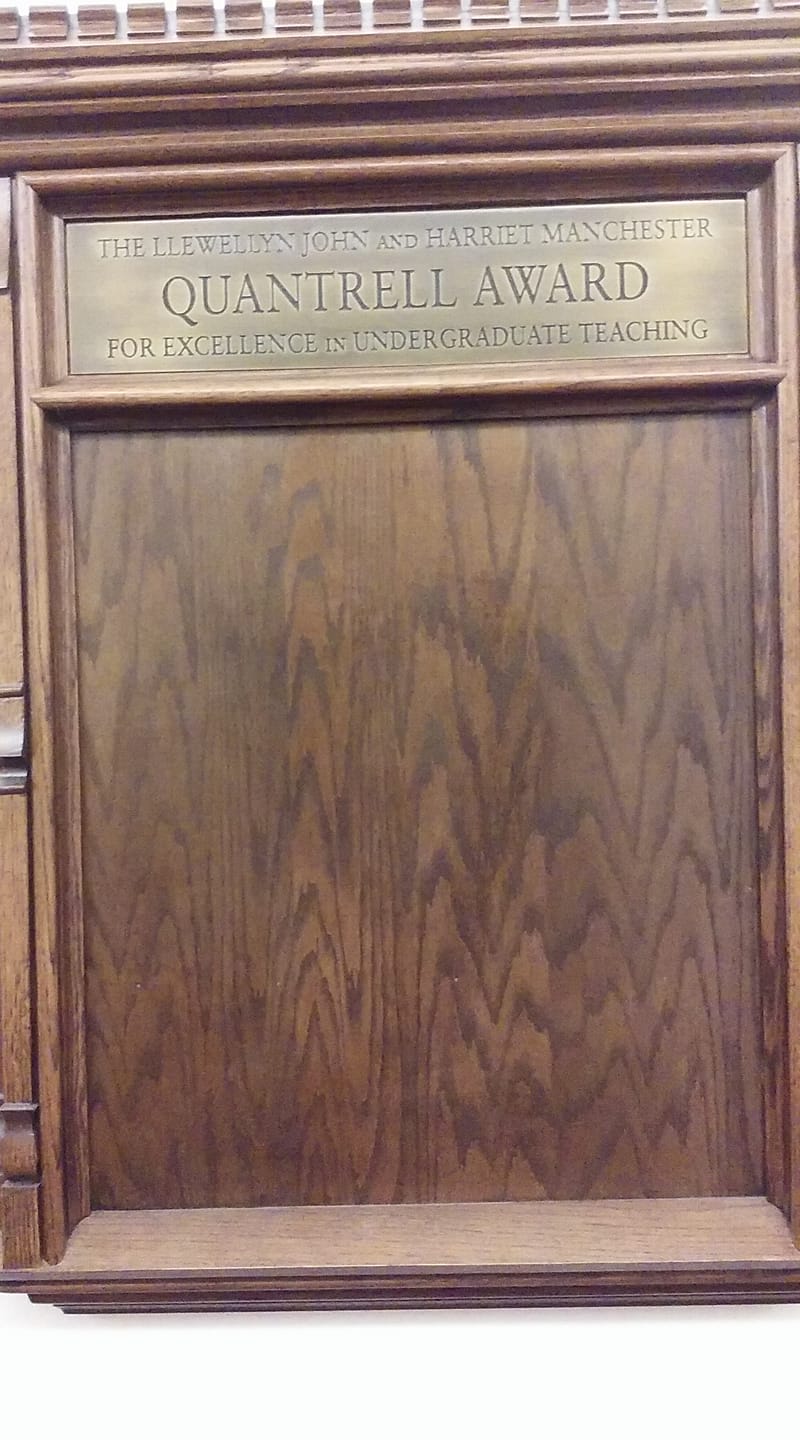 THE LLEWELLYN JOHN AND HARRIET MANCHESTER
QUANTRELL AWARD
FOR EXCELLENCE IN UNDERGRADUATE TEACHING